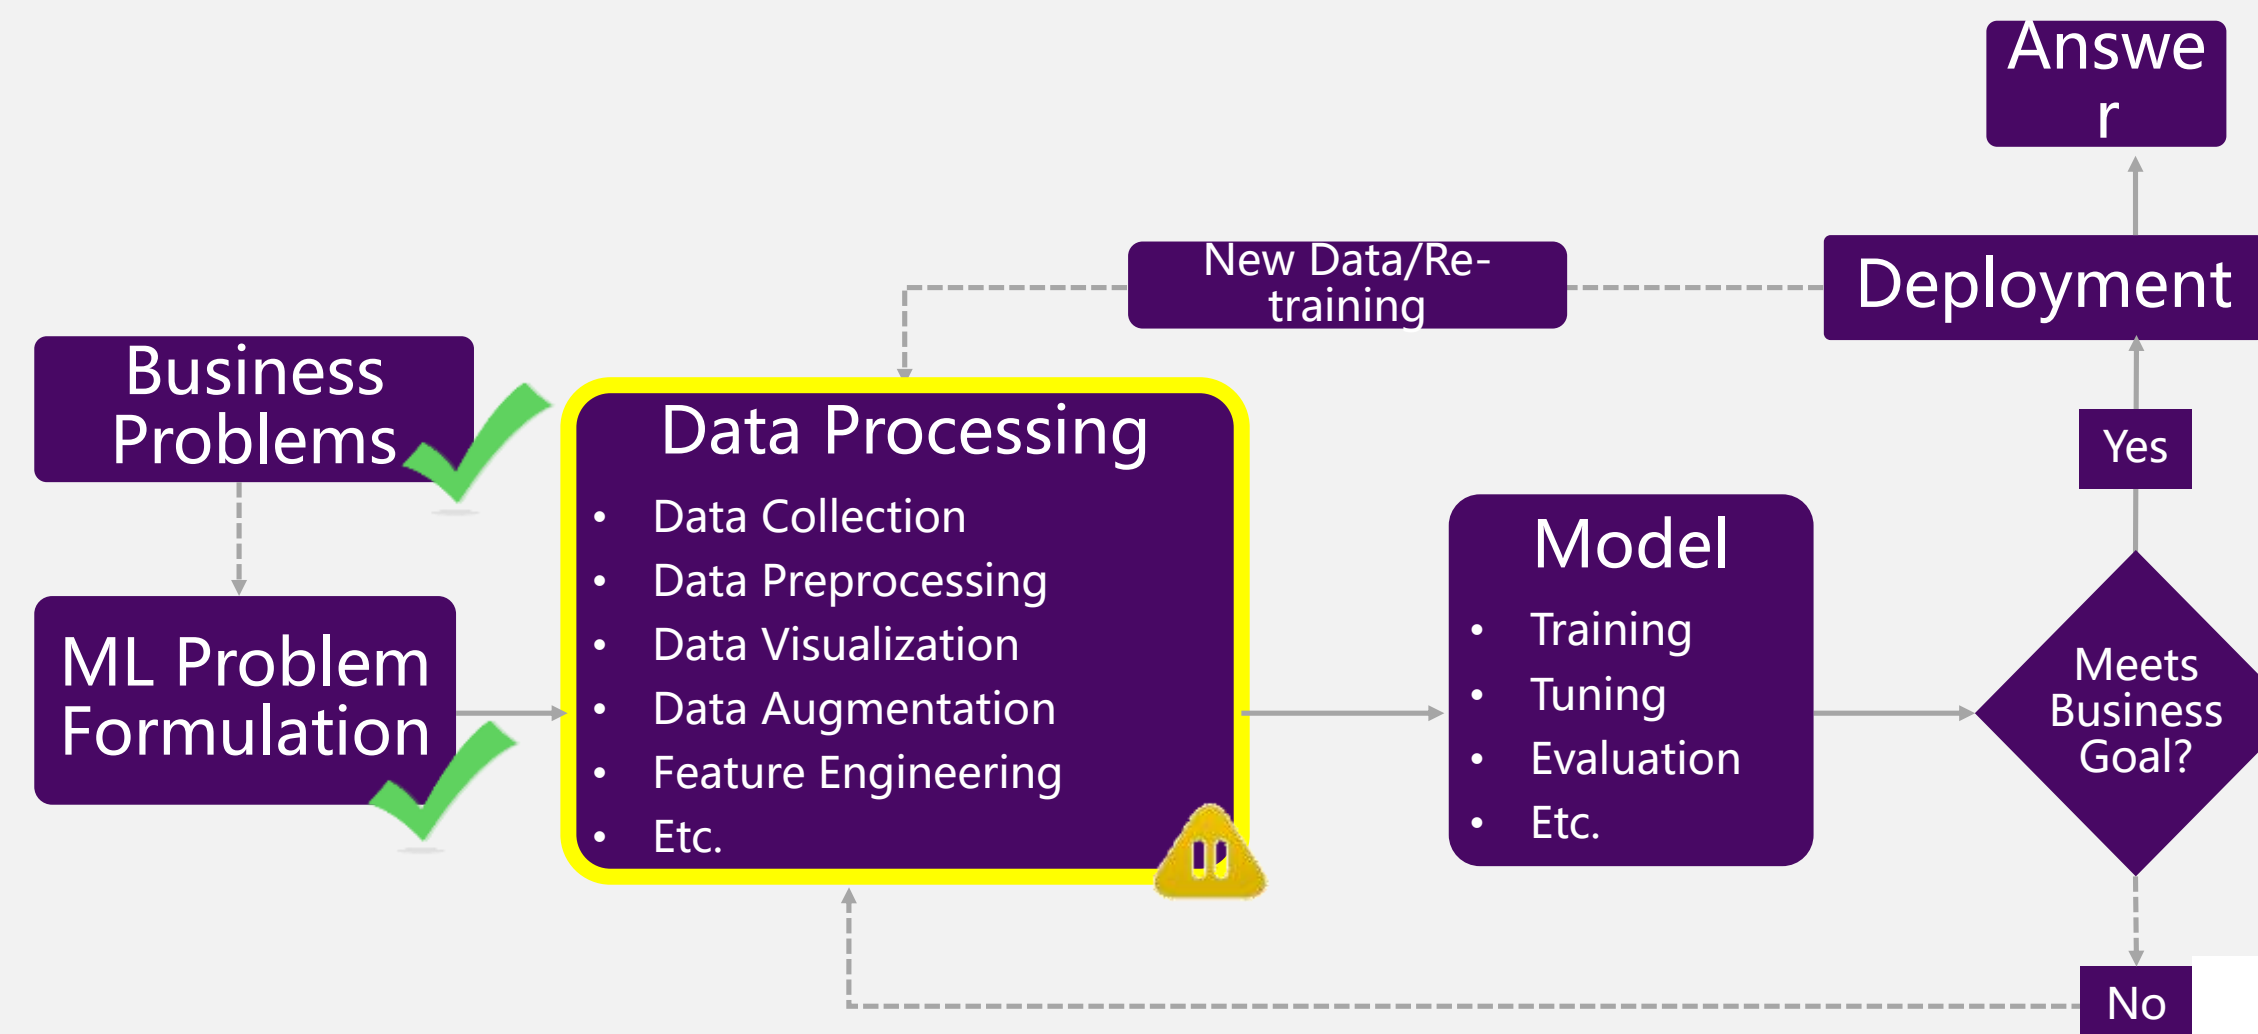 Answe
r
New Data/Re-
training
Deployment
Business
Problems
Yes
Data Processing
• Data Collection
• Data Preprocessing
• Data Visualization
• Data Augmentation
• Feature Engineering
• Etc.
ML Problem
Formulation
Model
• Training
• Tuning
• Evaluation
• Etc.
Meets
Business
Goal?
No